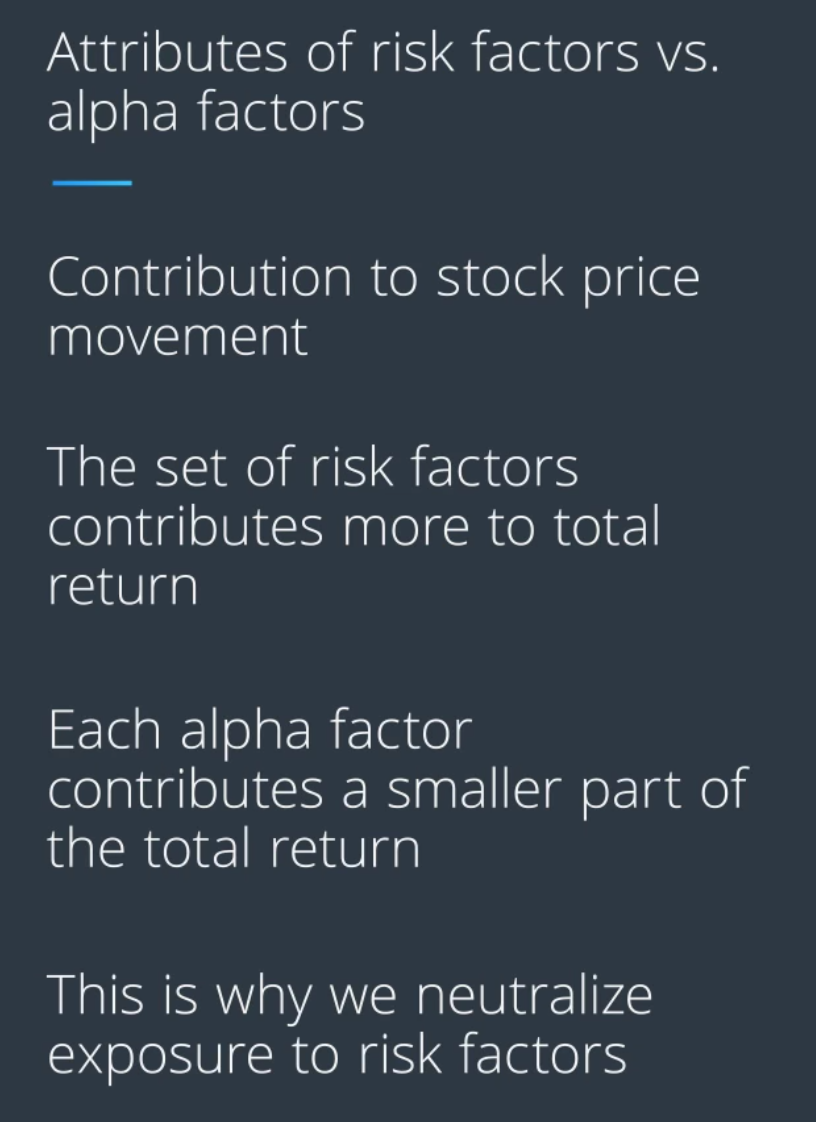 Attributes of risk factors vs.
alpha factors
Contribution to stock price
movement
The set of risk factors
contributes more to total
return
Each alpha factor
contributes a smaller part of
the total return
This is why we neutralize
exposure to risk factors